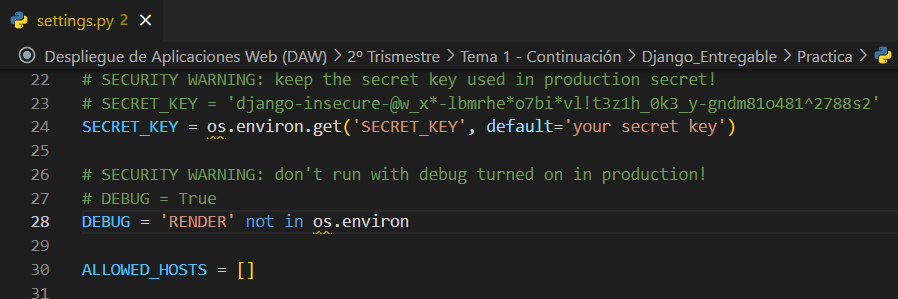 settings.py 2 ×
Despliegue de Aplicaciones Web (DAW) > 2º Trismestre > Tema 1 - Continuación > Django_Entregable > Practica >
22 # SECURITY WARNING: keep the secret key used in production secret!
23 # SECRET_KEY = 'django-insecure-@w_x*-lbmrhe*o7bi*vl!t3z1h_0k3_y-gndm81o481^2788s2'
24 SECRET_KEY = os.environ.get('SECRET_KEY', default='your secret key')
25
26 # SECURITY WARNING: don't run with debug turned on in production!
27 # DEBUG = True
28 DEBUG = 'RENDER' not in os.environ
29
30 ALLOWED_HOSTS = []
31